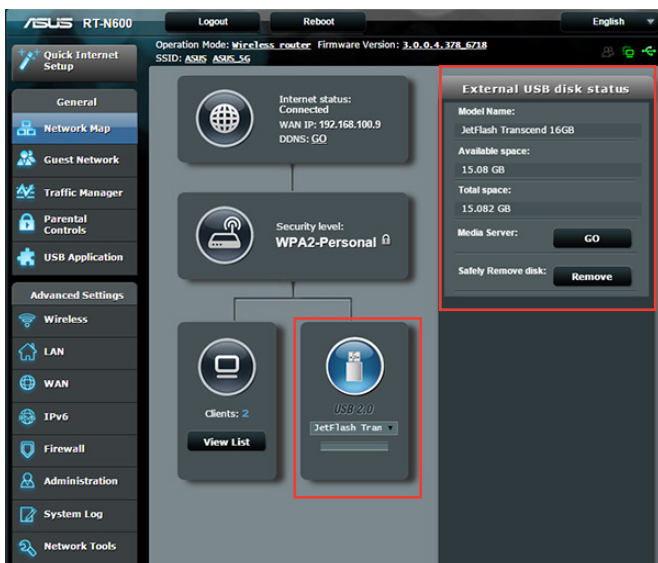 ASUS RT-N600
Logout
Reboot
English
Quick Internet
Setup
Operation Mode: Wireless router Firmware Version: 3.0.0.4.378_6718
SSID: ASUS ASUS_5G
General
Network Map
Guest Network
Traffic Manager
Parental
Controls
USB Application
Advanced Settings
Wireless
LAN
WAN
IPv6
Firewall
Administration
System Log
Network Tools
Internet status:
Connected
WAN IP: 192.168.100.9
DDNS: GO
Security level:
WPA2-Personal
Clients: 2
View List
USB 2.0
JetFlash Tran
External USB disk status
Model Name:
JetFlash Transcend 16GB
Available space:
15.08 GB
Total space:
15.082 GB
Media Server:
GO
Safely Remove disk:
Remove